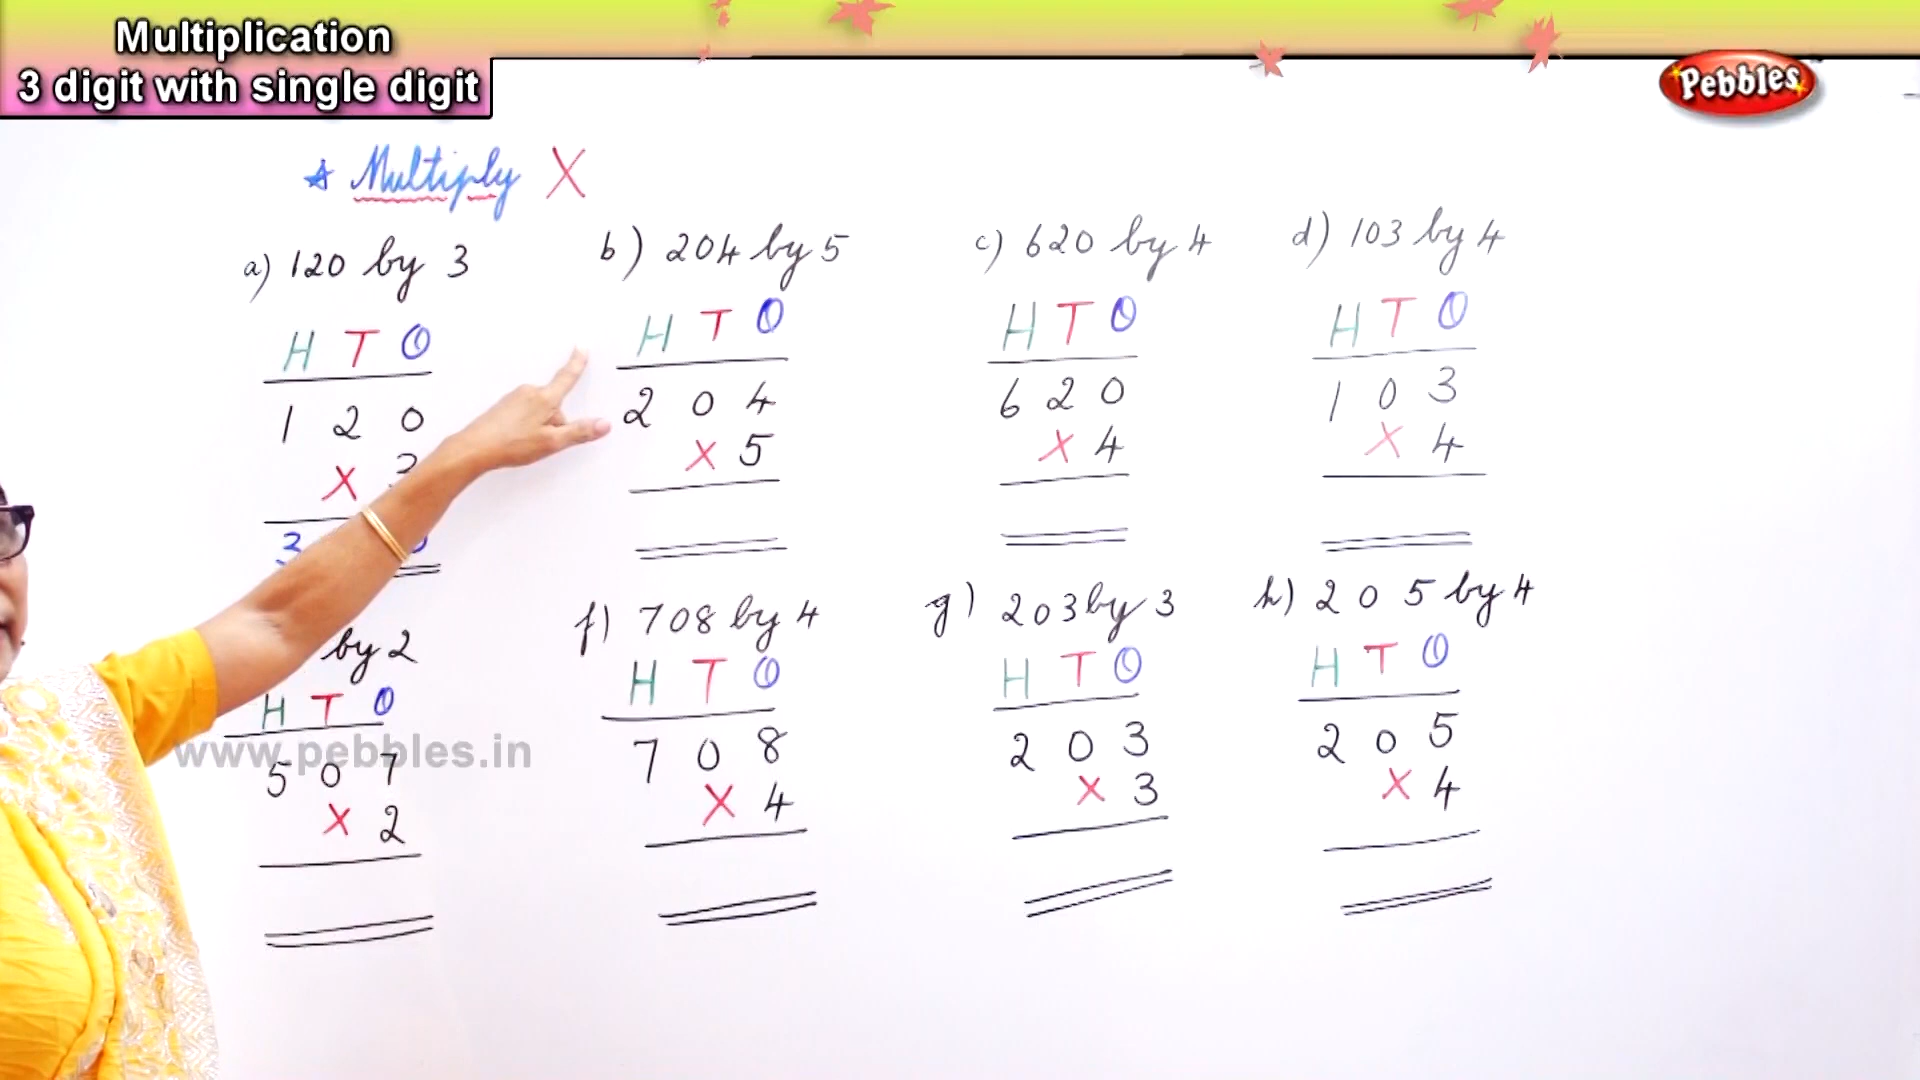 Multiplication
3 digit with single digit
Pebbles
Multiply X
a) 120 by 3
H T O
1 2 0
X
3
b) 204 by 5
H T O
2 0 4
X 5
c) 620 by 4
H T O
6 2 0
X 4
d) 103 by 4
H T O
1 0 3
X 4
by 2
H T O
5 0 7
X 2
f) 708 by 4
H T O
7 0 8
X 4
g) 203 by 3
H T O
2 0 3
X 3
h) 205 by 4
H T O
2 0 5
X 4
www.pebbles.in